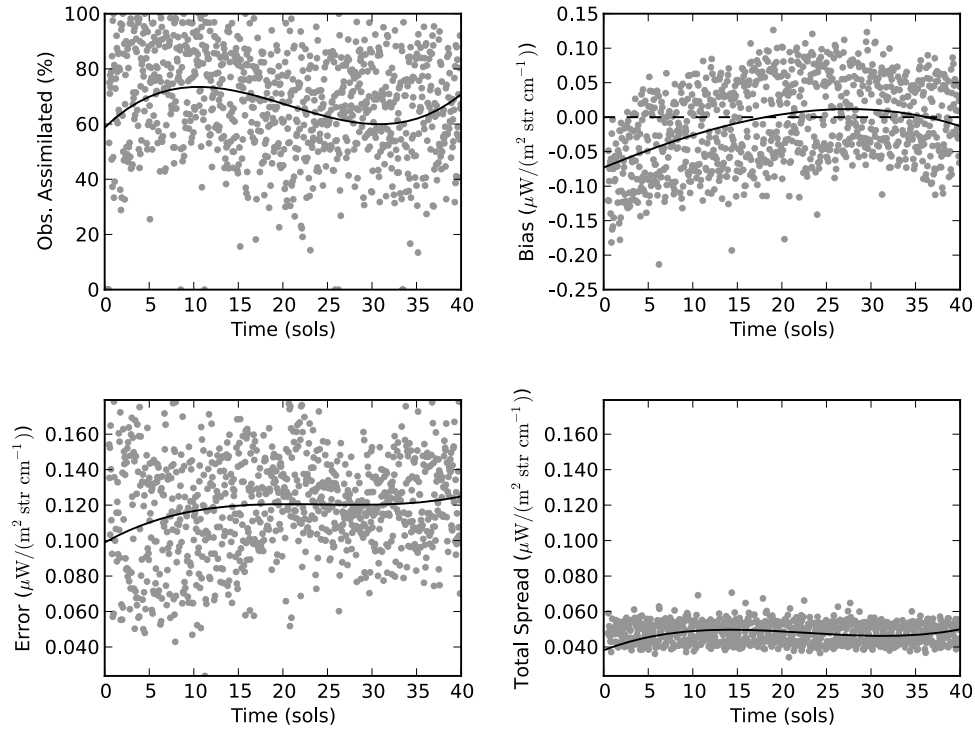 Obs. Assimilated (%)
100
80
60
40
20
0
0 5 10 15 20 25 30 35 40
Time (sols)
Bias (μW/(m² str cm⁻¹))
0.15
0.10
0.05
0.00
-0.05
-0.10
-0.15
-0.20
-0.25
0 5 10 15 20 25 30 35 40
Time (sols)
Error (μW/(m² str cm⁻¹))
0.160
0.140
0.120
0.100
0.080
0.060
0.040
0 5 10 15 20 25 30 35 40
Time (sols)
Total Spread (μW/(m² str cm⁻¹))
0.160
0.140
0.120
0.100
0.080
0.060
0.040
0 5 10 15 20 25 30 35 40
Time (sols)